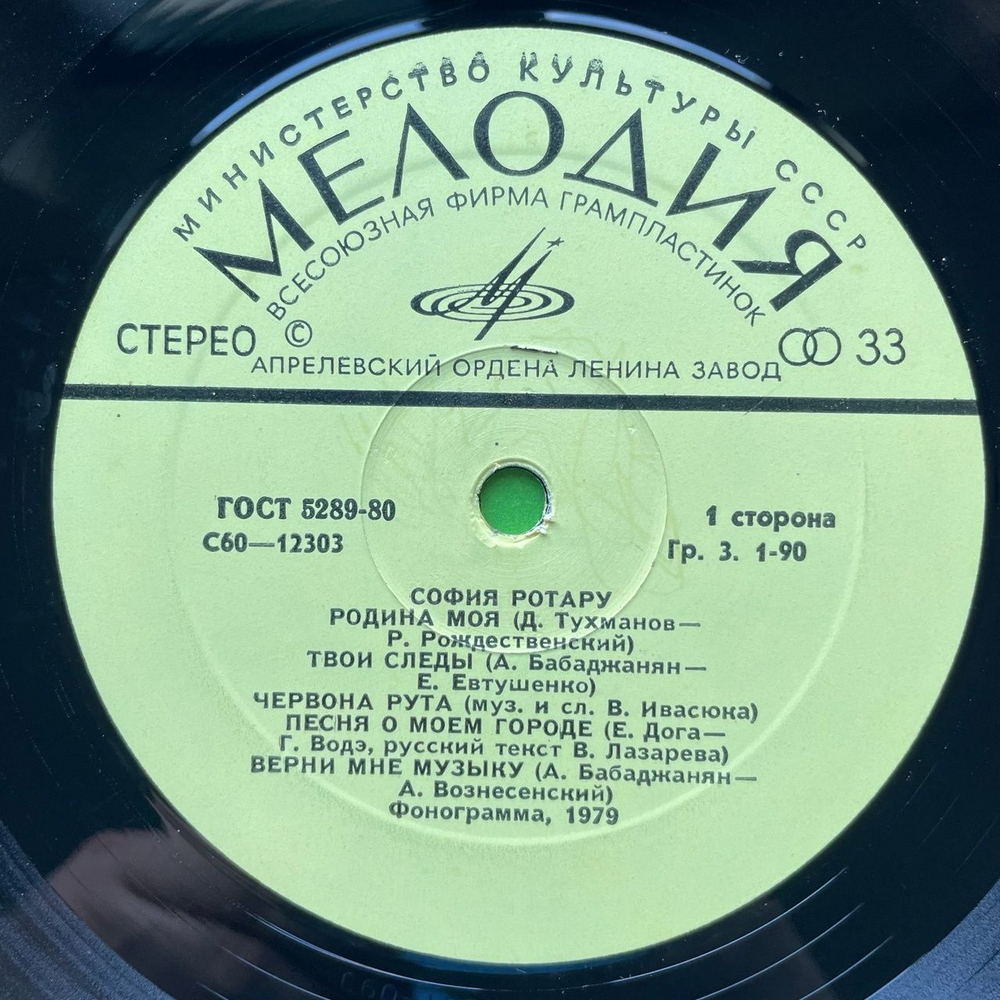 МИНИСТЕРСТВО КУЛЬТУРЫ СССР
МЕЛОДИЯ
ВСЕСОЮЗНАЯ ФИРМА ГРАМПЛАСТИНОК
СТЕРЕО © 33
АПРЕЛЕВСКИЙ ОРДЕНА ЛЕНИНА ЗАВОД
ГОСТ 5289-80
1 сторона
С60—12303
Гр. 3. 1-90
СОФИЯ РОТАРУ
РОДИНА МОЯ (Д. Тухманов—
Р. Рождественский)
ТВОИ СЛЕДЫ (А. Бабаджанян—
Е. Евтушенко)
ЧЕРВОНА РУТА (муз. и сл. В. Ивасюка)
ПЕСНЯ О МОЕМ ГОРОДЕ (Е. Дога—
Г. Водэ, русский текст В. Лазарева)
ВЕРНИ МНЕ МУЗЫКУ (А. Бабаджанян—
А. Вознесенский)
Фонограмма, 1979